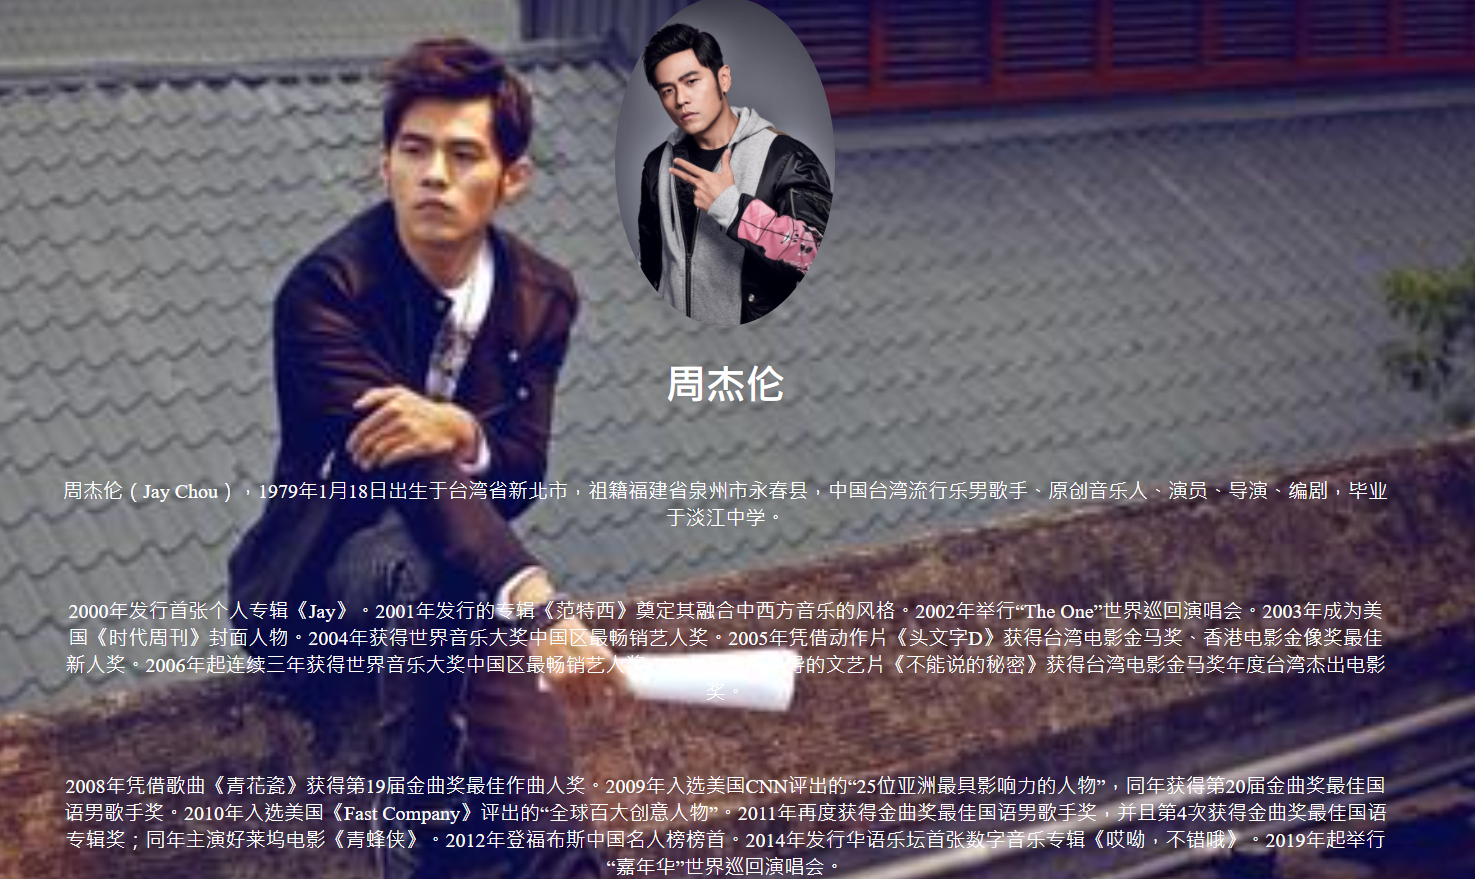 周杰伦
周杰伦（Jay Chou），1979年1月18日出生于台湾省新北市，祖籍福建省泉州市永春县，中国台湾流行乐男歌手、原创音乐人、演员、导演、编剧，毕业
于淡江中学。
2000年发行首张个人专辑《Jay》。2001年发行的专辑《范特西》奠定其融合中西方音乐的风格。2002年举行“The One”世界巡回演唱会。2003年成为美
国《时代周刊》封面人物。2004年获得世界音乐大奖中国区最畅销艺人奖。2005年凭借动作片《头文字D》获得台湾电影金马奖、香港电影金像奖最佳
新人奖。2006年起连续三年获得世界音乐大奖中国区最畅销艺人奖 的文艺片《不能说的秘密》获得台湾电影金马奖年度台湾杰出电影
奖。
2008年凭借歌曲《青花瓷》获得第19届金曲奖最佳作曲人奖。2009年入选美国CNN评出的“25位亚洲最具影响力的人物”，同年获得第20届金曲奖最佳国
语男歌手奖。2010年入选美国《Fast Company》评出的“全球百大创意人物”。2011年再度获得金曲奖最佳国语男歌手奖，并且第4次获得金曲奖最佳国语
专辑奖；同年主演好莱坞电影《青蜂侠》。2012年登福布斯中国名人榜榜首。2014年发行华语乐坛首张数字音乐专辑《哎呦，不错哦》。2019年起举行
“嘉年华”世界巡回演唱会。